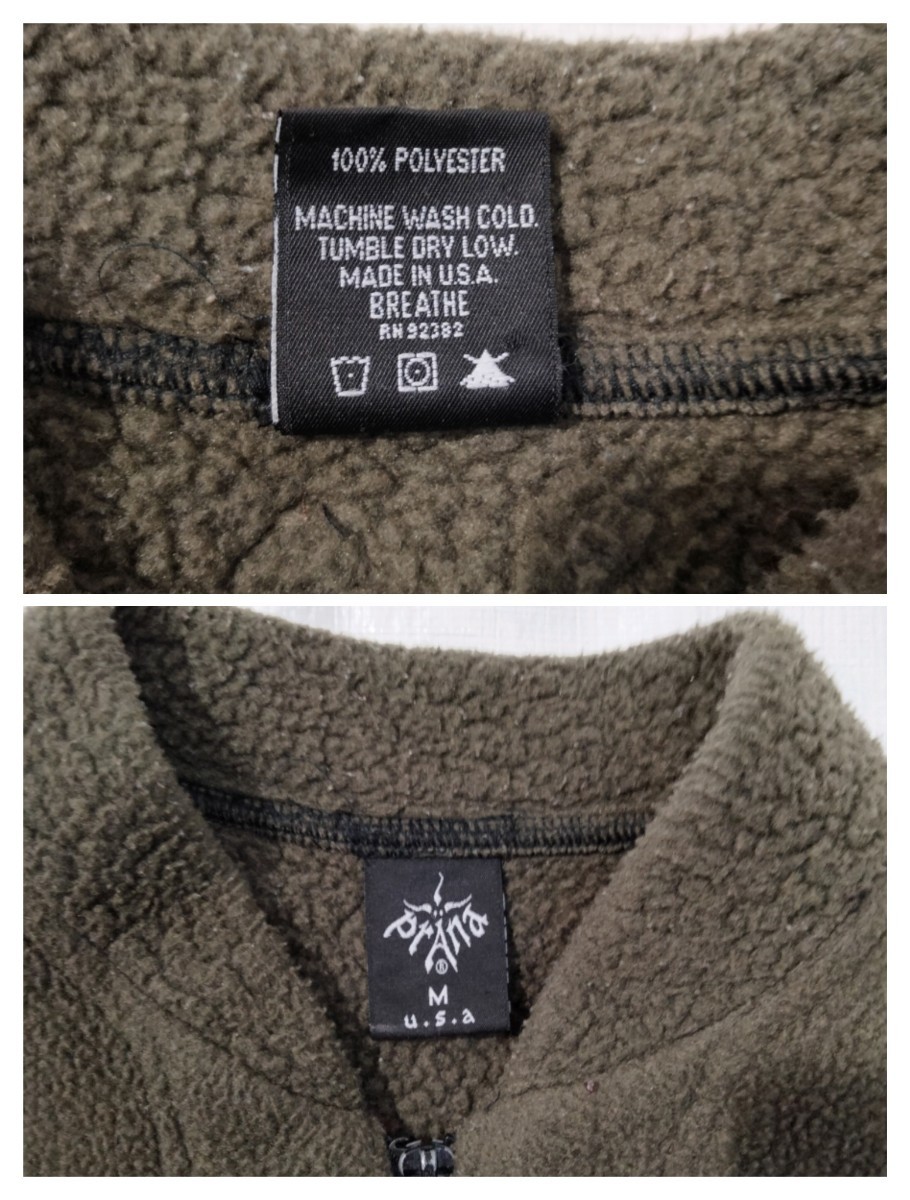 100% POLYESTER
MACHINE WASH COLD.
TUMBLE DRY LOW.
MADE IN U.S.A.
BREATHE
RN 92382
prAna
®
M
u.s.a